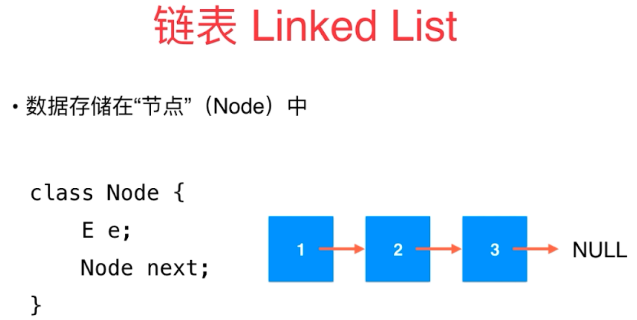 链表 Linked List
• 数据存储在“节点”（Node）中
class Node {
E e;
Node next;
}
1 2 3 NULL